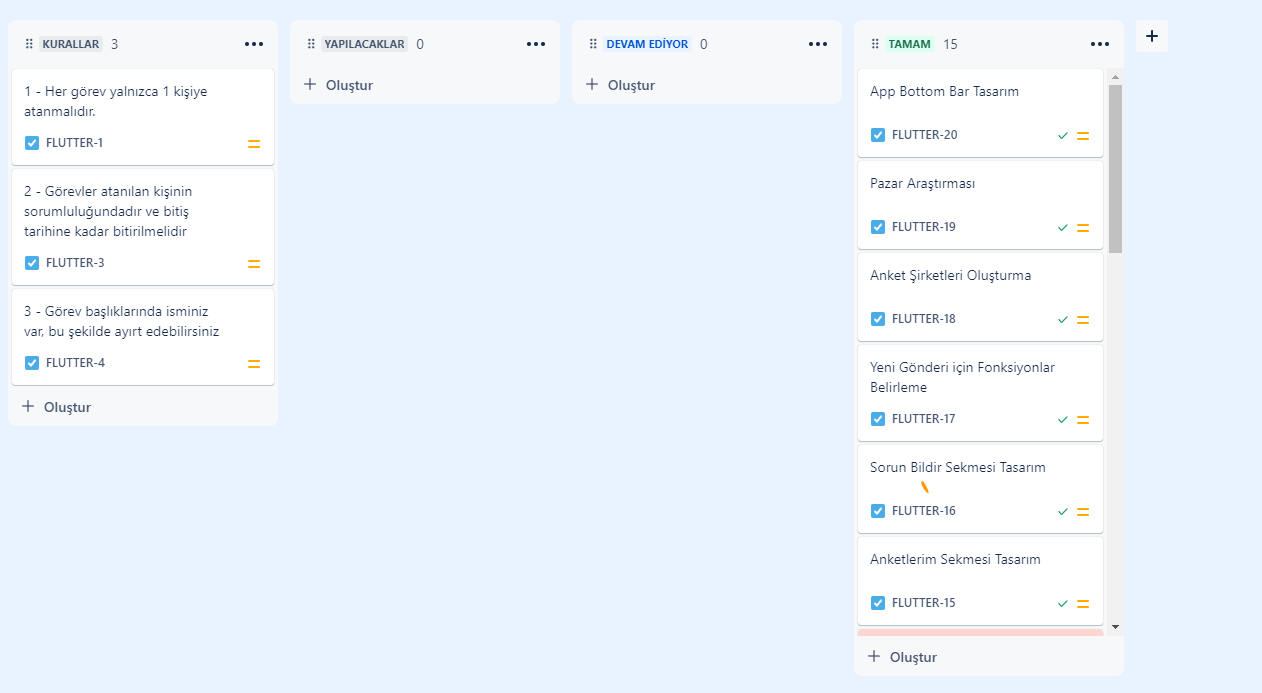 KURALLAR 3
1 - Her görev yalnızca 1 kişiye
atanmalıdır.
FLUTTER-1
2 - Görevler atanılan kişinin
sorumluluğundadır ve bitiş
tarihine kadar bitirilmelidir
FLUTTER-3
3 - Görev başlıklarında isminiz
var, bu şekilde ayırt edebilirsiniz
FLUTTER-4
+ Oluştur
YAPILACAKLAR 0
+ Oluştur
DEVAM EDİYOR 0
+ Oluştur
TAMAM 15
App Bottom Bar Tasarım
FLUTTER-20
Pazar Araştırması
FLUTTER-19
Anket Şirketleri Oluşturma
FLUTTER-18
Yeni Gönderi için Fonksiyonlar
Belirleme
FLUTTER-17
Sorun Bildir Sekmesi Tasarım
FLUTTER-16
Anketlerim Sekmesi Tasarım
FLUTTER-15
+ Oluştur
+